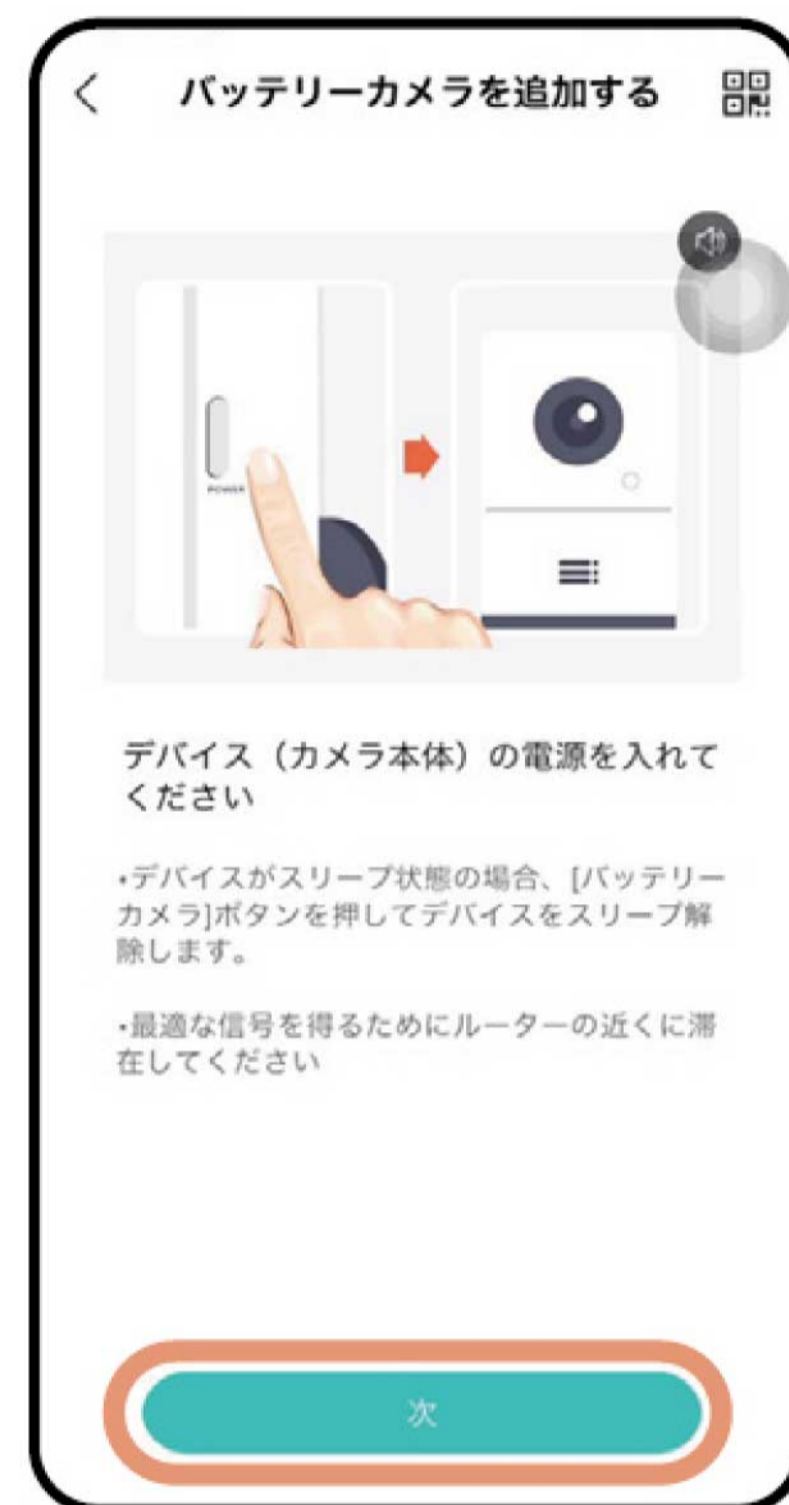 バッテリーカメラを追加する
POWER
デバイス（カメラ本体）の電源を入れて
ください
•デバイスがスリープ状態の場合、[バッテリー
カメラ]ボタンを押してデバイスをスリープ解
除します。
•最適な信号を得るためにルーターの近くに滞
在してください
次